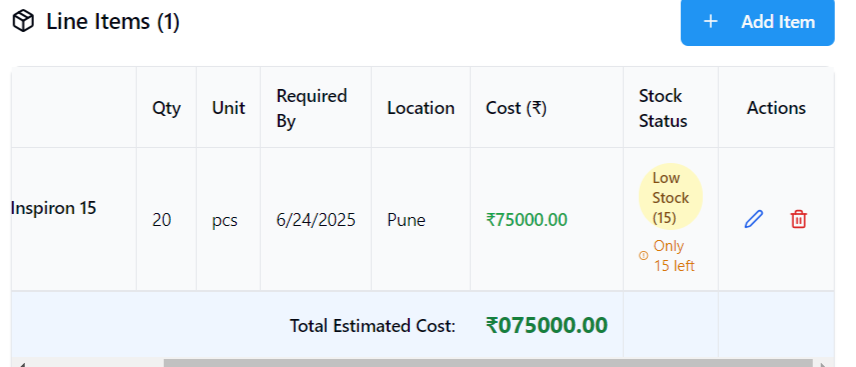 Line Items (1)
+ Add Item
Qty
Unit
Required
By
Location
Cost (₹)
Stock
Status
Actions
Inspiron 15
20
pcs
6/24/2025
Pune
₹75000.00
Low
Stock
(15)
Only
15 left
Total Estimated Cost:
₹075000.00